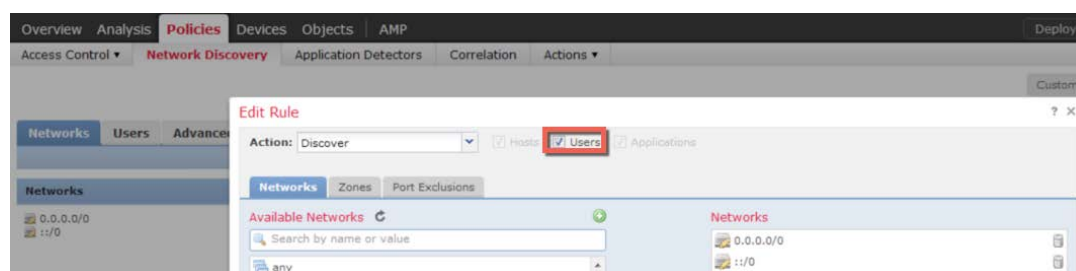 Overview Analysis Policies Devices Objects AMP Deploy
Access Control Network Discovery Application Detectors Correlation Actions
Custom
Edit Rule ? X
Networks Users Advance
Action: Discover Hosts Users Applications
Networks Zones Port Exclusions
Networks
Available Networks Networks
0.0.0.0/0 Search by name or value 0.0.0.0/0
::/0 any ::/0